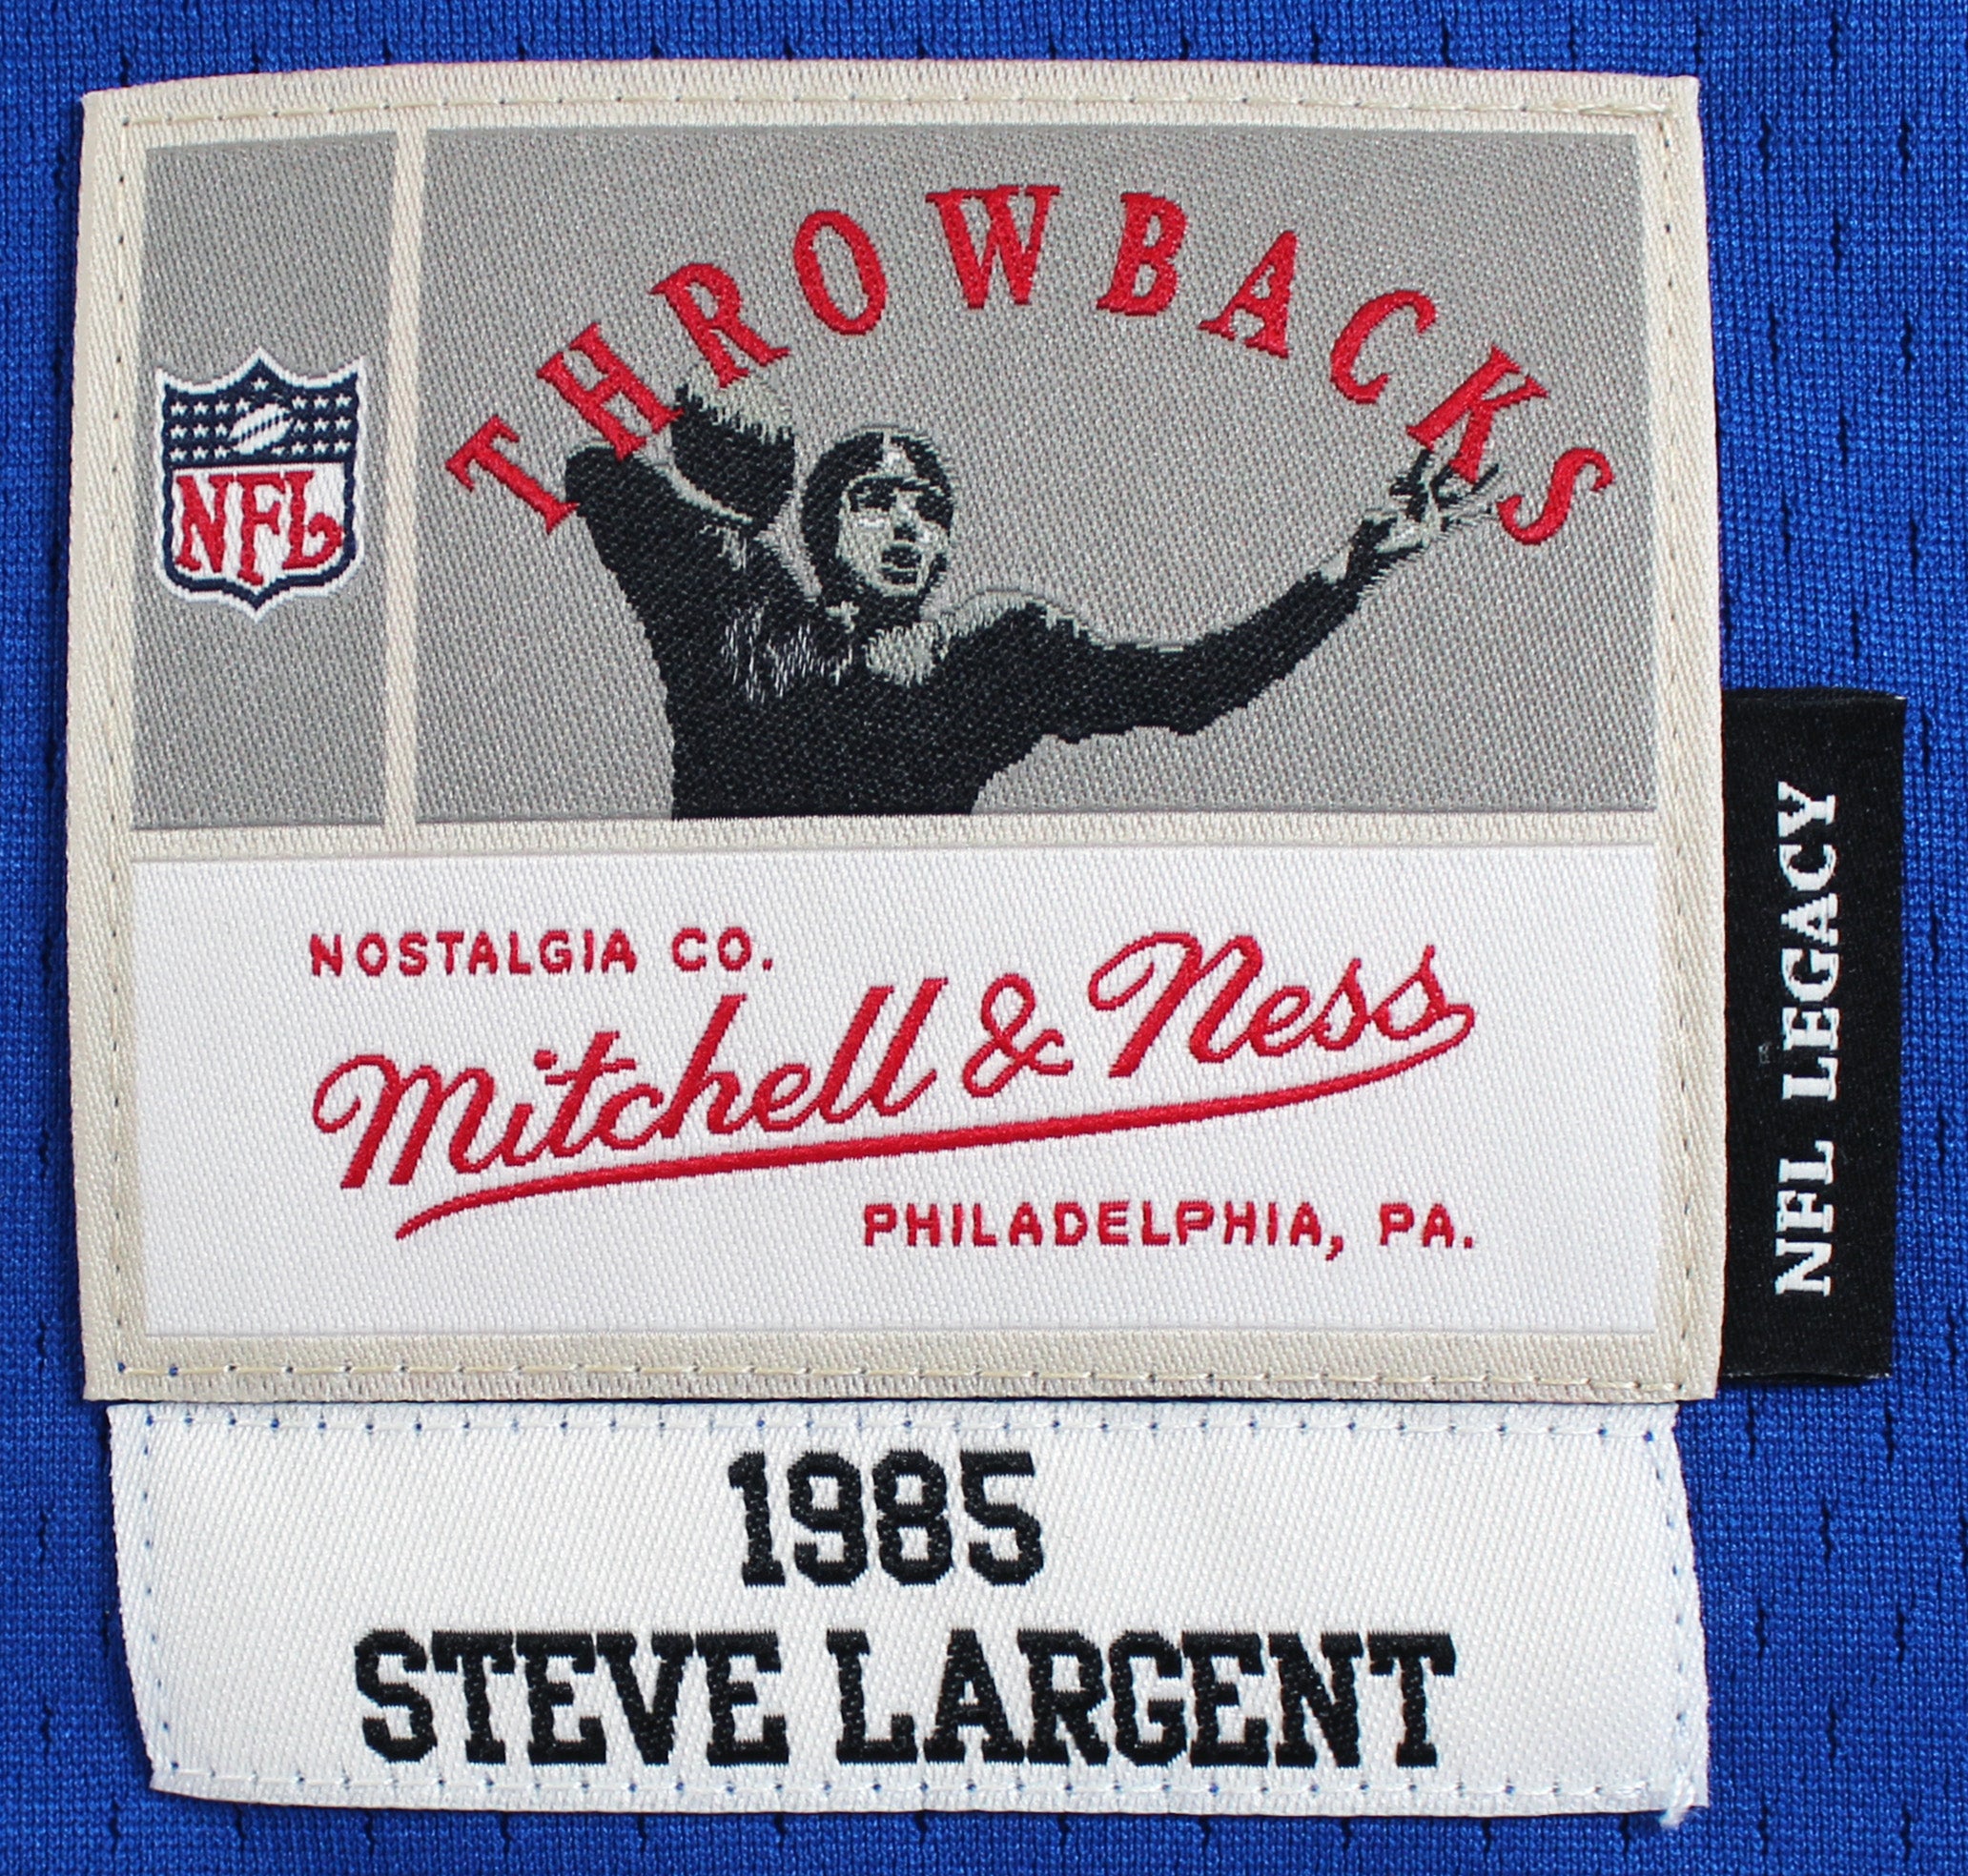 THROWBACKS
NFL
NOSTALGIA CO.
Mitchell & Ness
PHILADELPHIA, PA.
NFL LEGACY
1985
STEVE LARGENT